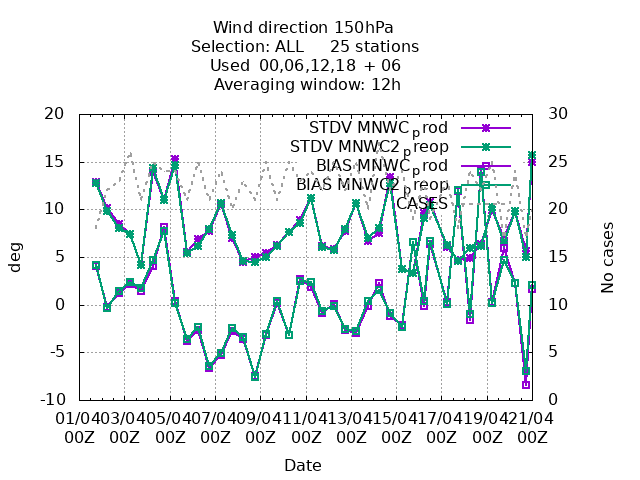 Wind direction 150hPa
Selection: ALL     25 stations
Used 00,06,12,18 + 06
Averaging window: 12h
20 15 10 5 0 -5 -10
deg
STDV MNWC_prod
STDV MNWC2_preop
BIAS MNWC_prod
BIAS MNWC2_preop
CASES
30 25 20 15 10 5 0
No cases
01/04 03/04 05/04 07/04 09/04 11/04 13/04 15/04 17/04 19/04 21/04
00Z 00Z 00Z 00Z 00Z 00Z 00Z 00Z 00Z 00Z 00Z
Date